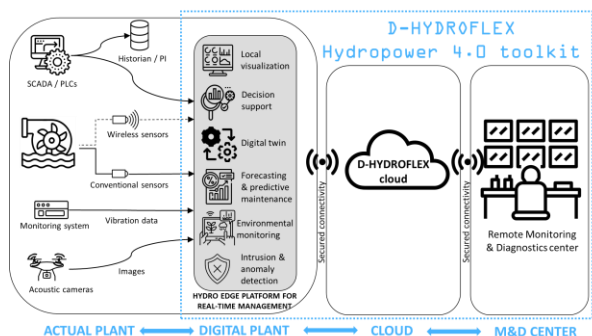 D-HYDROFLEX
Hydropower 4.0 toolkit
Historian / PI
SCADA / PLCs
Wireless sensors
Conventional sensors
Monitoring system
Vibration data
Images
Acoustic cameras
Local
visualization
Decision
support
Digital twin
Forecasting
& predictive
maintenance
Environmental
monitoring
Intrusion &
anomaly
detection
HYDRO EDGE PLATFORM FOR
REAL-TIME MANAGEMENT
Secured connectivity
D-HYDROFLEX
cloud
Secured connectivity
Remote Monitoring
& Diagnostics center
ACTUAL PLANT
DIGITAL PLANT
CLOUD
M&D CENTER